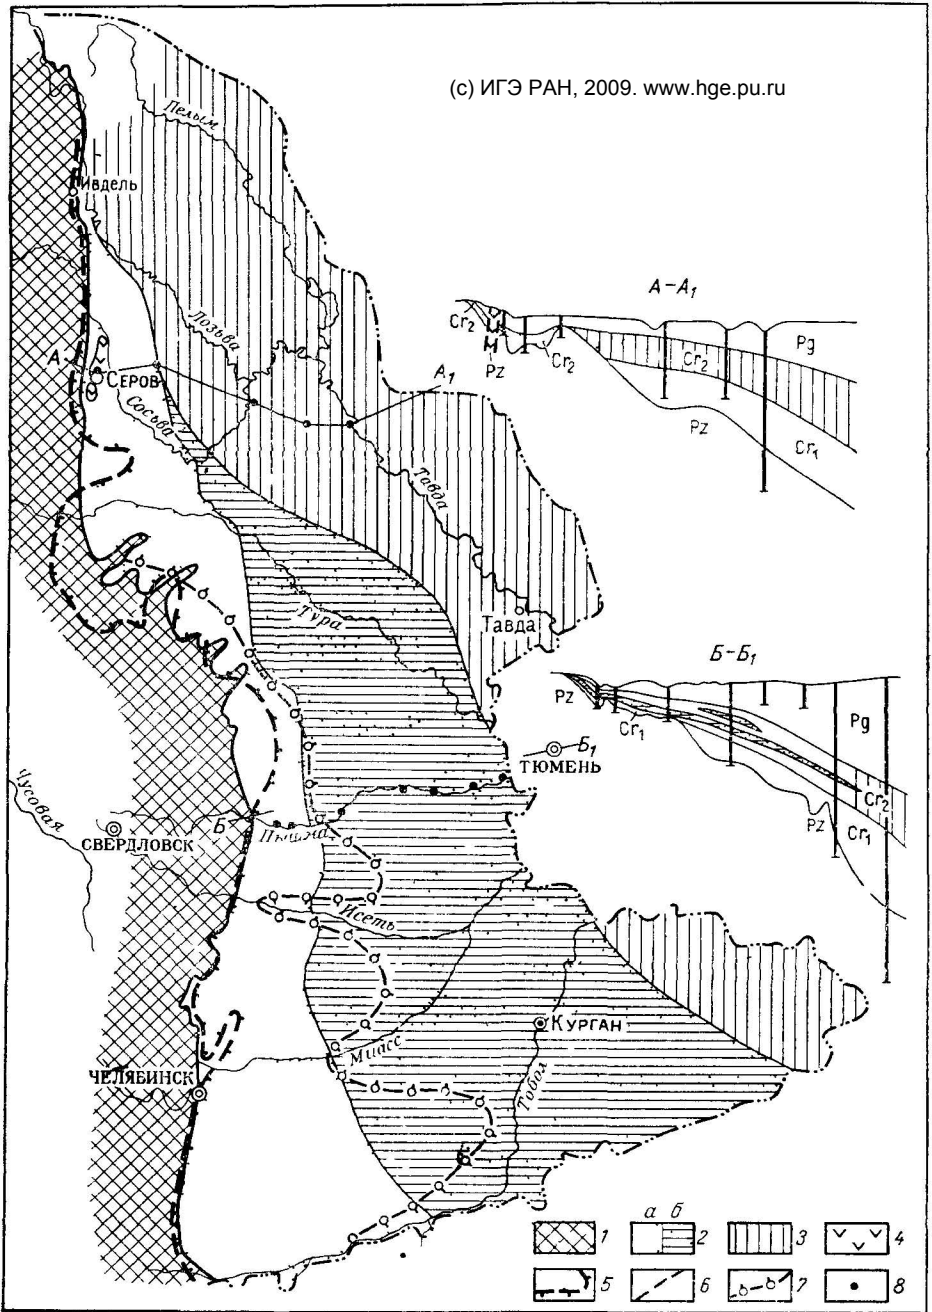 (с) ИГЭ РАН, 2009. www.hge.pu.ru
Пелым
Ивдель
А–А₁
Cr₂
М
Pz
Cr₂
Cr₂
Pg
Pz
Cr₁
Лозьва
А
А₁
СЕРОВ
Сосьва
Тавда
Тура
ТАВДА
Б–Б₁
Pz
Cr₁
Pg
Cr₂
Pz
Cr₁
Б₁
ТЮМЕНЬ
Чусовая
Б
Пышма
СВЕРДЛОВСК
Исеть
КУРГАН
Миасс
ЧЕЛЯБИНСК
Тобол
а б
1
2
3
4
5
6
7
8